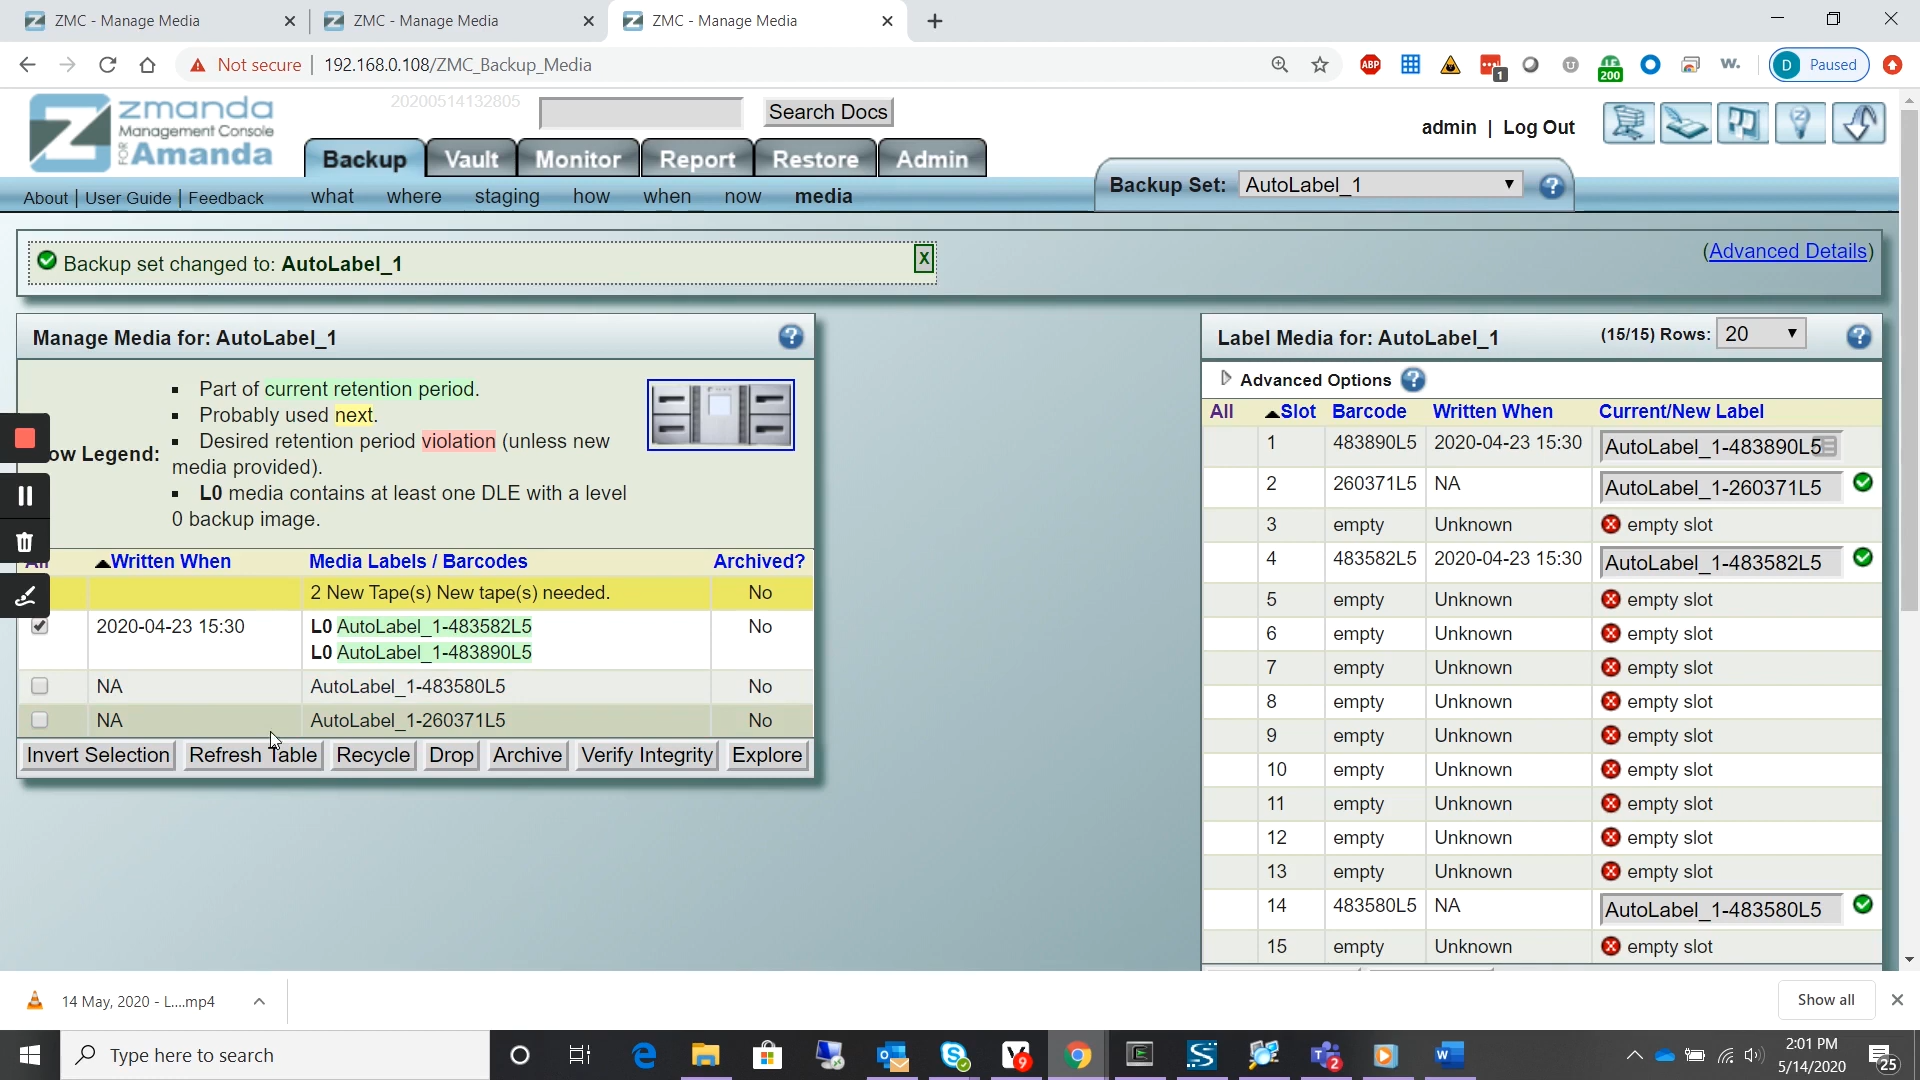 ZMC - Manage Media
ZMC - Manage Media
ZMC - Manage Media
Not secure | 192.168.0.108/ZMC_Backup_Media
ABP
1
200
D Paused
zmanda
Management Console
FOR Amanda
20200514132805
Search Docs
admin | Log Out
Backup Vault Monitor Report Restore Admin
About | User Guide | Feedback
what where staging how when now media
Backup Set: AutoLabel_1
Backup set changed to: AutoLabel_1
X
(Advanced Details)
Manage Media for: AutoLabel_1
ow Legend:
Part of current retention period.
Probably used next.
Desired retention period violation (unless new
media provided).
L0 media contains at least one DLE with a level
0 backup image.
Written When Media Labels / Barcodes Archived?
2 New Tape(s) New tape(s) needed. No
2020-04-23 15:30 L0 AutoLabel_1-483582L5 No
L0 AutoLabel_1-483890L5
NA AutoLabel_1-483580L5 No
NA AutoLabel_1-260371L5 No
Invert Selection Refresh Table Recycle Drop Archive Verify Integrity Explore
Label Media for: AutoLabel_1 (15/15) Rows: 20
Advanced Options
All Slot Barcode Written When Current/New Label
1 483890L5 2020-04-23 15:30 AutoLabel_1-483890L5
2 260371L5 NA AutoLabel_1-260371L5
3 empty Unknown empty slot
4 483582L5 2020-04-23 15:30 AutoLabel_1-483582L5
5 empty Unknown empty slot
6 empty Unknown empty slot
7 empty Unknown empty slot
8 empty Unknown empty slot
9 empty Unknown empty slot
10 empty Unknown empty slot
11 empty Unknown empty slot
12 empty Unknown empty slot
13 empty Unknown empty slot
14 483580L5 NA AutoLabel_1-483580L5
15 empty Unknown empty slot
14 May, 2020 - L....mp4
Show all
Type here to search
9
2
2:01 PM
5/14/2020
25